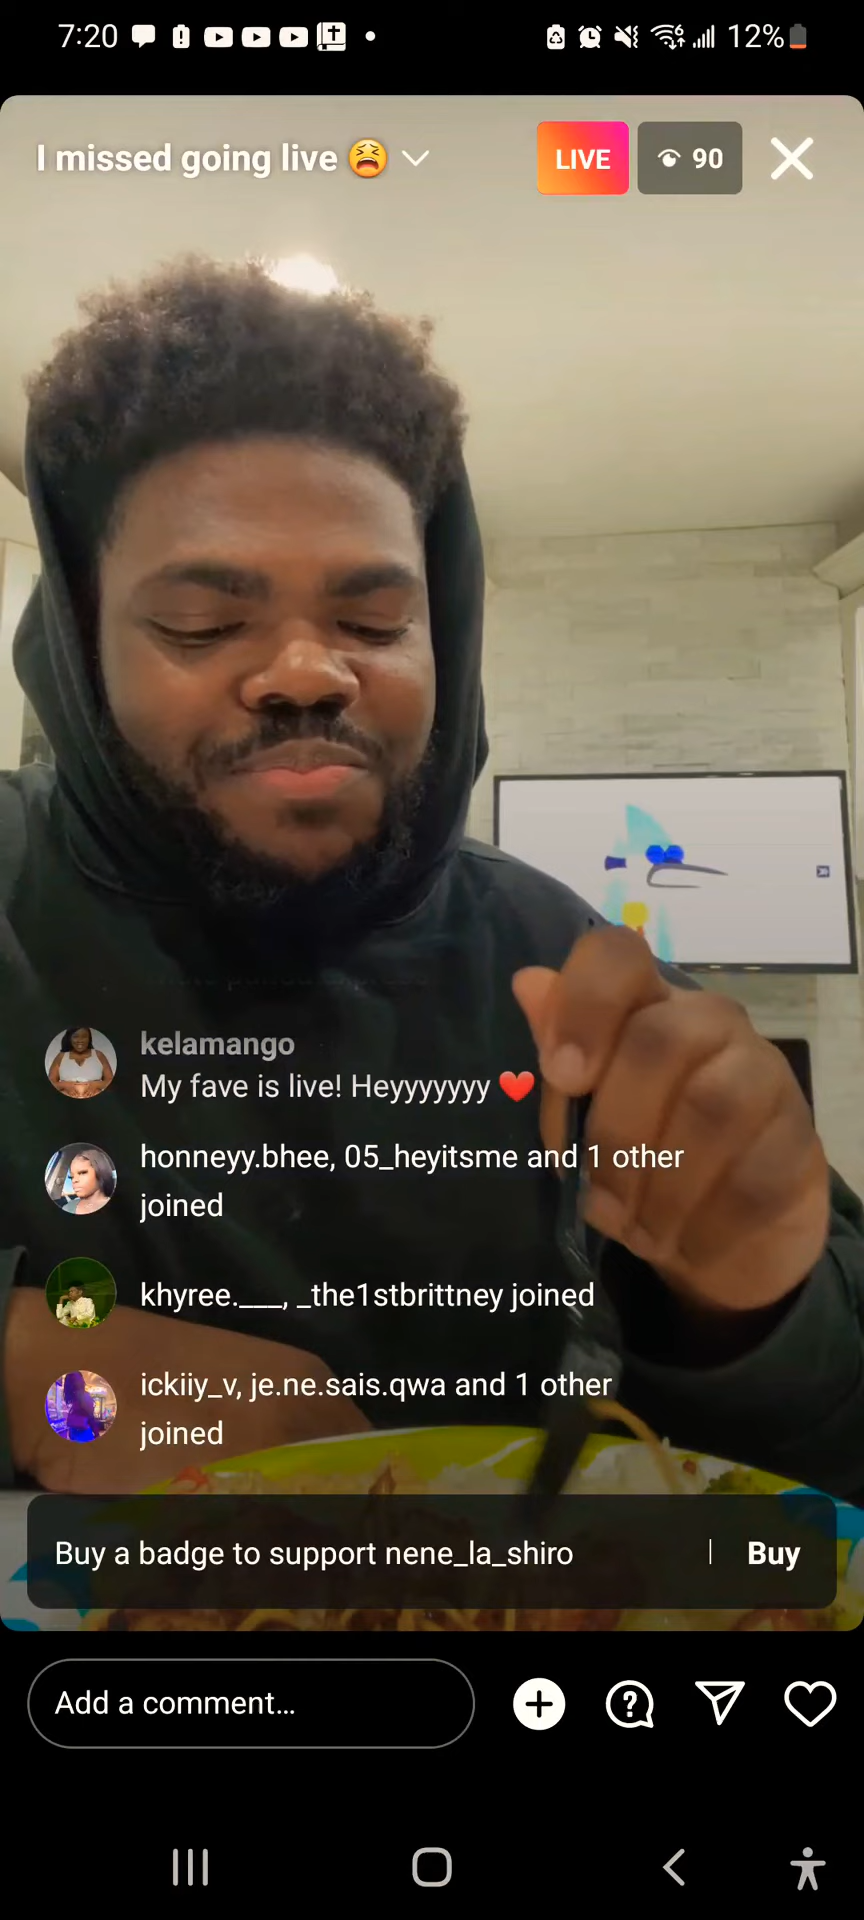 7:20
12%
I missed going live 😫
LIVE
90
kelamango
My fave is live! Heyyyyyyy ❤️
honneyy.bhee, 05_heyitsme and 1 other
joined
khyree.___, _the1stbrittney joined
ickiiy_v, je.ne.sais.qwa and 1 other
joined
Buy a badge to support nene_la_shiro | Buy
Add a comment...